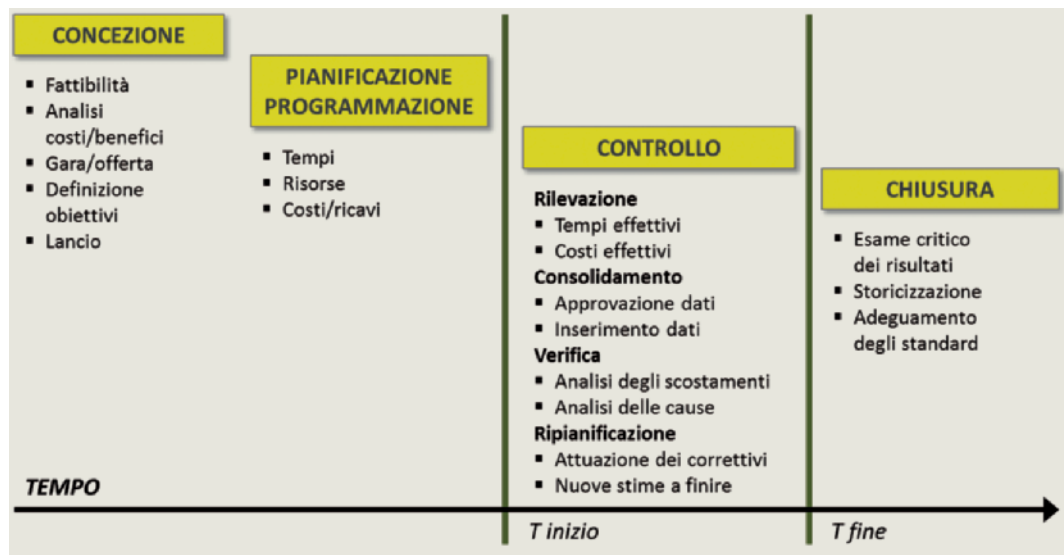 CONCEZIONE
▪ Fattibilità
▪ Analisi
costi/benefici
▪ Gara/offerta
▪ Definizione
obiettivi
▪ Lancio
PIANIFICAZIONE
PROGRAMMAZIONE
▪ Tempi
▪ Risorse
▪ Costi/ricavi
CONTROLLO
Rilevazione
▪ Tempi effettivi
▪ Costi effettivi
Consolidamento
▪ Approvazione dati
▪ Inserimento dati
Verifica
▪ Analisi degli scostamenti
▪ Analisi delle cause
Ripianificazione
▪ Attuazione dei correttivi
▪ Nuove stime a finire
CHIUSURA
▪ Esame critico
dei risultati
▪ Storicizzazione
▪ Adeguamento
degli standard
TEMPO
T inizio
T fine